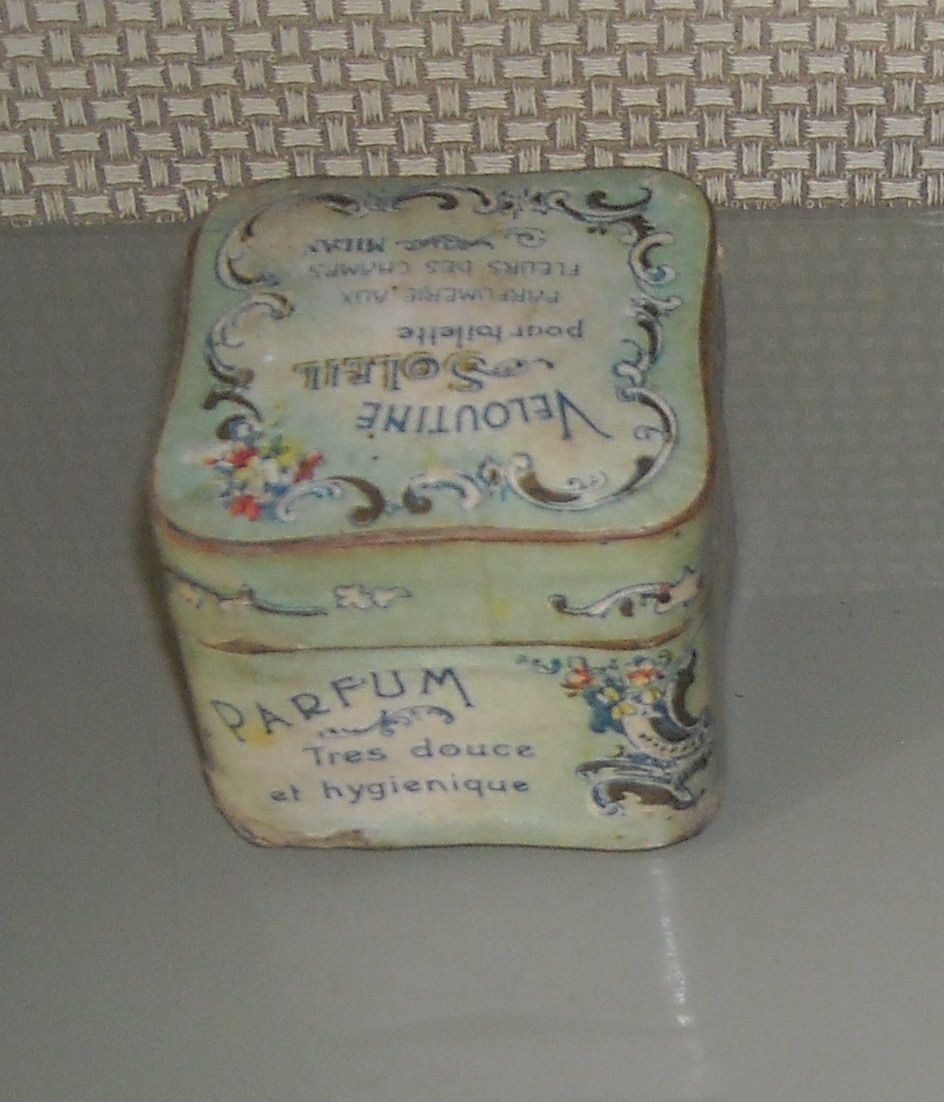 VELOUTINE
SOLEIL
pour toilette
PARFUMERIE AUX
FLEURS DES CHAMPS
MILAN
PARFUM
Tres douce
et hygienique